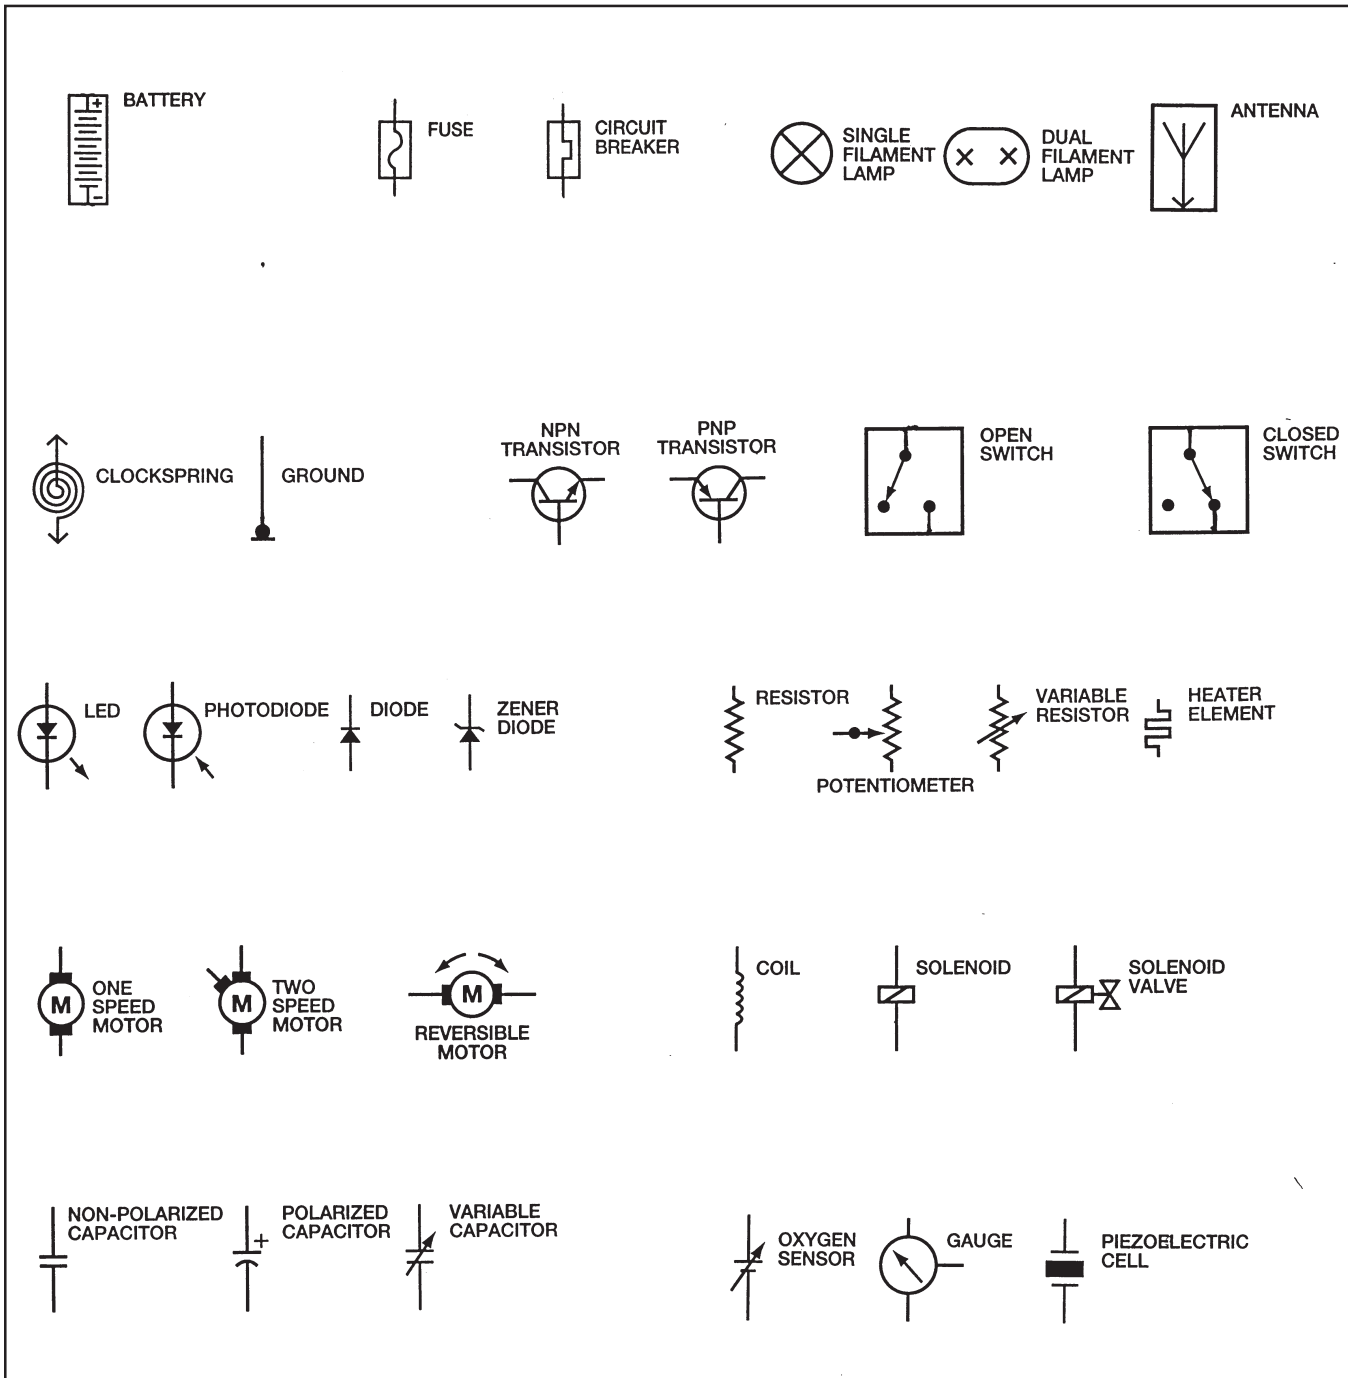 BATTERY
+
-
FUSE
CIRCUIT
BREAKER
SINGLE
FILAMENT
LAMP
DUAL
FILAMENT
LAMP
ANTENNA
CLOCKSPRING
GROUND
NPN
TRANSISTOR
PNP
TRANSISTOR
OPEN
SWITCH
CLOSED
SWITCH
LED
PHOTODIODE
DIODE
ZENER
DIODE
RESISTOR
POTENTIOMETER
VARIABLE
RESISTOR
HEATER
ELEMENT
M
ONE
SPEED
MOTOR
M
TWO
SPEED
MOTOR
M
REVERSIBLE
MOTOR
COIL
SOLENOID
SOLENOID
VALVE
NON-POLARIZED
CAPACITOR
+
POLARIZED
CAPACITOR
VARIABLE
CAPACITOR
OXYGEN
SENSOR
GAUGE
PIEZOELECTRIC
CELL